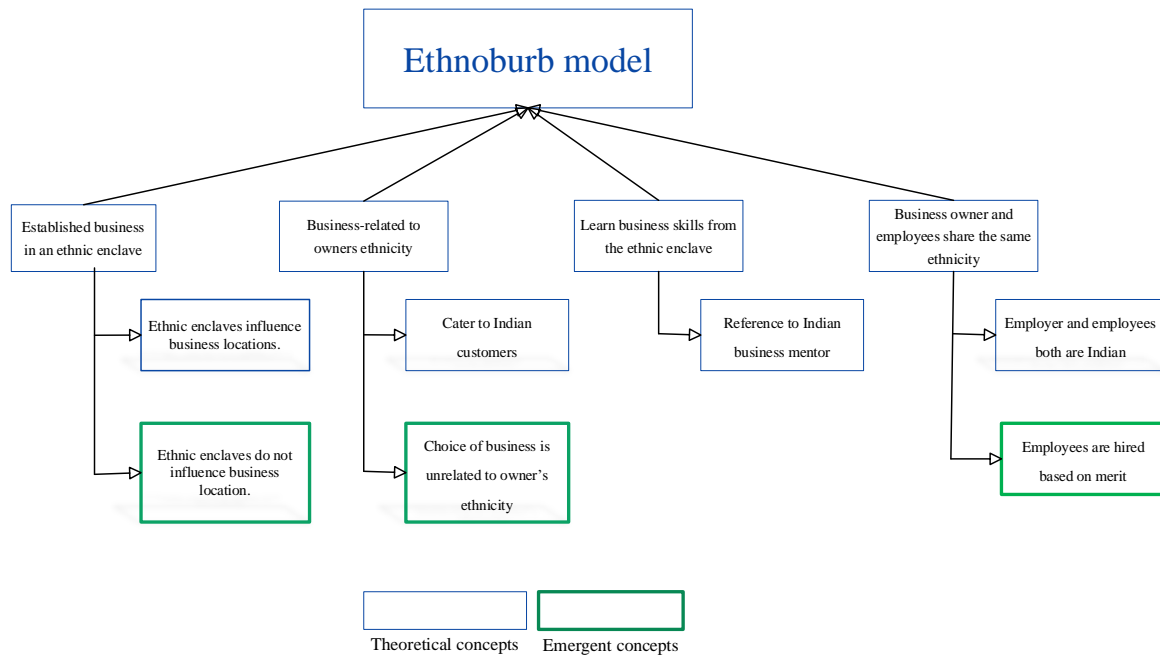 Ethnoburb model
Established business
in an ethnic enclave
Business-related to
owners ethnicity
Learn business skills from
the ethnic enclave
Business owner and
employees share the same
ethnicity
Ethnic enclaves influence
business locations.
Cater to Indian
customers
Reference to Indian
business mentor
Employer and employees
both are Indian
Ethnic enclaves do not
influence business
location.
Choice of business is
unrelated to owner’s
ethnicity
Employees are hired
based on merit
Theoretical concepts
Emergent concepts